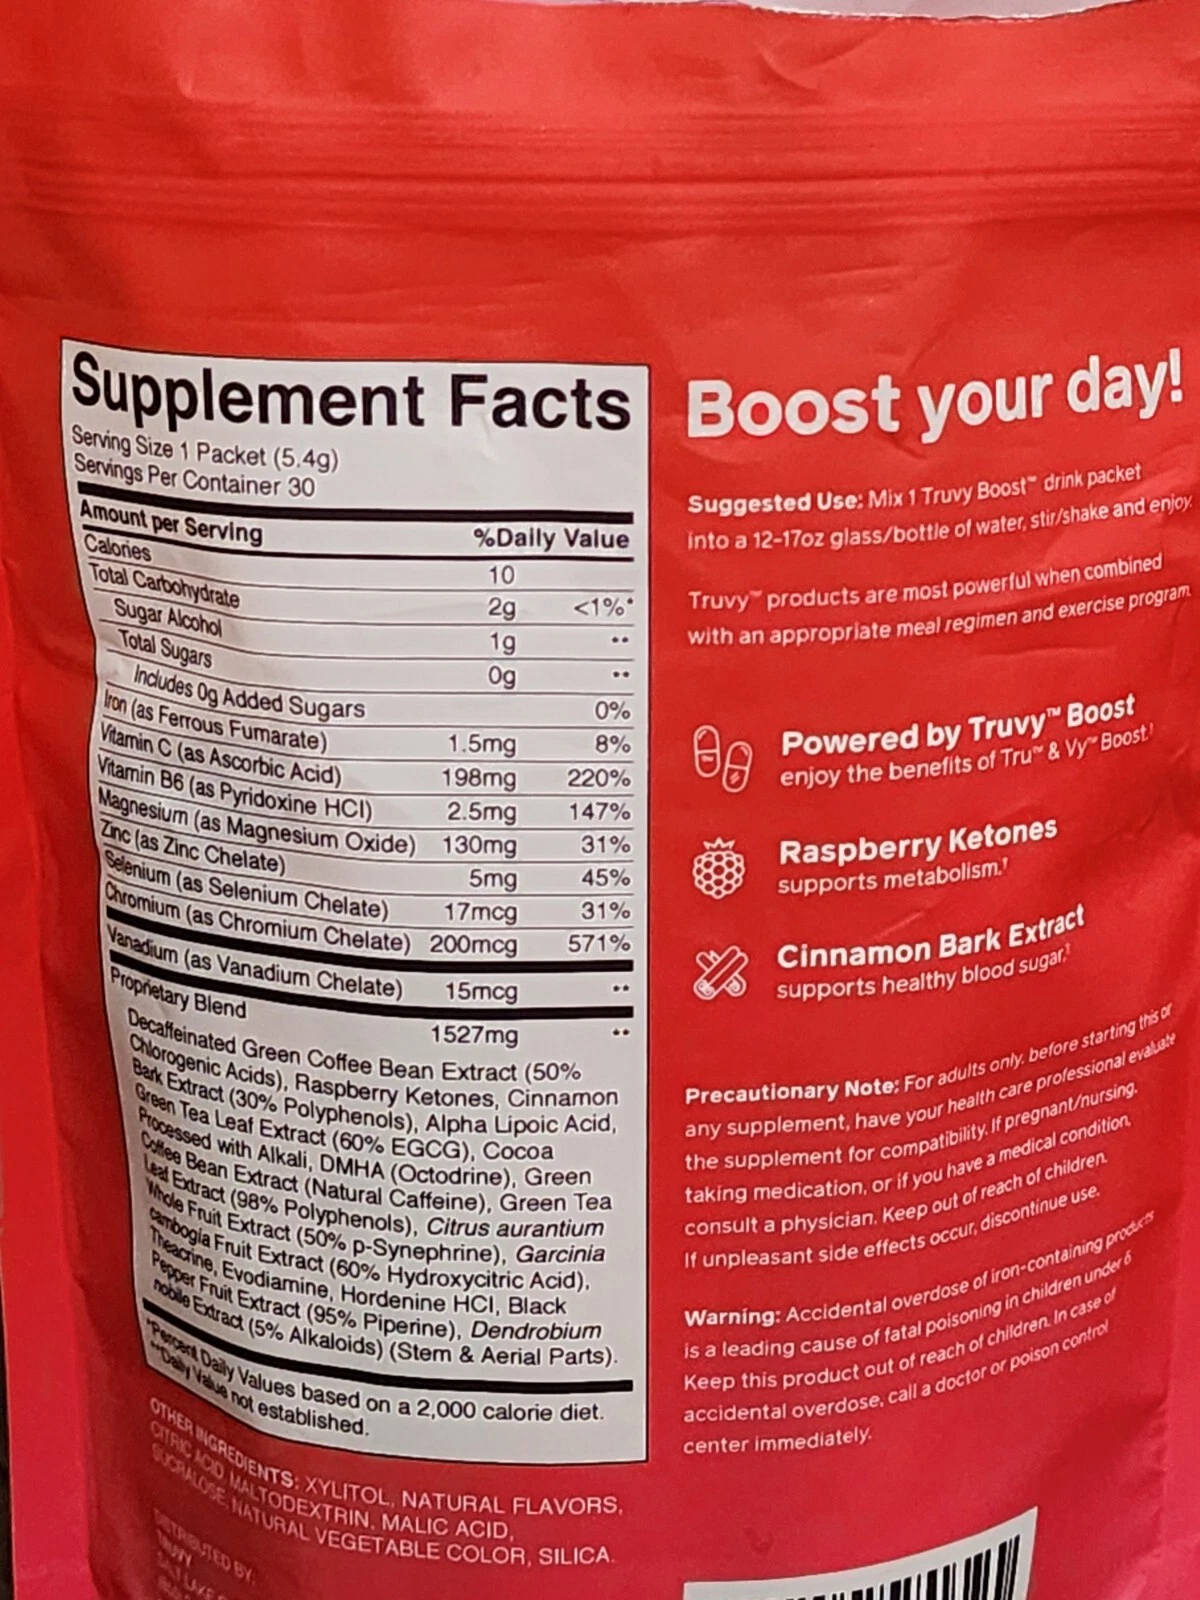 Supplement Facts
Serving Size 1 Packet (5.4g)
Servings Per Container 30
Amount per Serving %Daily Value
Calories 10
Total Carbohydrate 2g <1%*
Sugar Alcohol 1g **
Total Sugars 0g **
Includes 0g Added Sugars 0%
Iron (as Ferrous Fumarate) 1.5mg 8%
Vitamin C (as Ascorbic Acid) 198mg 220%
Vitamin B6 (as Pyridoxine HCl) 2.5mg 147%
Magnesium (as Magnesium Oxide) 130mg 31%
Zinc (as Zinc Chelate) 5mg 45%
Selenium (as Selenium Chelate) 17mcg 31%
Chromium (as Chromium Chelate) 200mcg 571%
Vanadium (as Vanadium Chelate) 15mcg **
Proprietary Blend 1527mg **
Decaffeinated Green Coffee Bean Extract (50%
Chlorogenic Acids), Raspberry Ketones, Cinnamon
Bark Extract (30% Polyphenols), Alpha Lipoic Acid,
Green Tea Leaf Extract (60% EGCG), Cocoa
Processed with Alkali, DMHA (Octodrine), Green
Coffee Bean Extract (Natural Caffeine), Green Tea
Leaf Extract (98% Polyphenols), Citrus aurantium
Whole Fruit Extract (50% p-Synephrine), Garcinia
cambogia Fruit Extract (60% Hydroxycitric Acid),
Theacrine, Evodiamine, Hordenine HCl, Black
Pepper Fruit Extract (95% Piperine), Dendrobium
nobile Extract (5% Alkaloids) (Stem & Aerial Parts).
*Percent Daily Values based on a 2,000 calorie diet.
**Daily Value not established.
OTHER INGREDIENTS: XYLITOL, NATURAL FLAVORS,
CITRIC ACID, MALTODEXTRIN, MALIC ACID,
SUCRALOSE, NATURAL VEGETABLE COLOR, SILICA.
DISTRIBUTED BY:
TRUVY
SALT LAKE
Boost your day!
Suggested Use: Mix 1 Truvy Boost™ drink packet
into a 12-17oz glass/bottle of water, stir/shake and enjoy.
Truvy™ products are most powerful when combined
with an appropriate meal regimen and exercise program.
Powered by Truvy™ Boost
enjoy the benefits of Tru™ & Vy™ Boost.†
Raspberry Ketones
supports metabolism.†
Cinnamon Bark Extract
supports healthy blood sugar.†
Precautionary Note: For adults only, before starting this or
any supplement, have your health care professional evaluate
the supplement for compatibility. If pregnant/nursing,
taking medication, or if you have a medical condition,
consult a physician. Keep out of reach of children.
If unpleasant side effects occur, discontinue use.
Warning: Accidental overdose of iron-containing products
is a leading cause of fatal poisoning in children under 6
Keep this product out of reach of children. In case of
accidental overdose, call a doctor or poison control
center immediately.